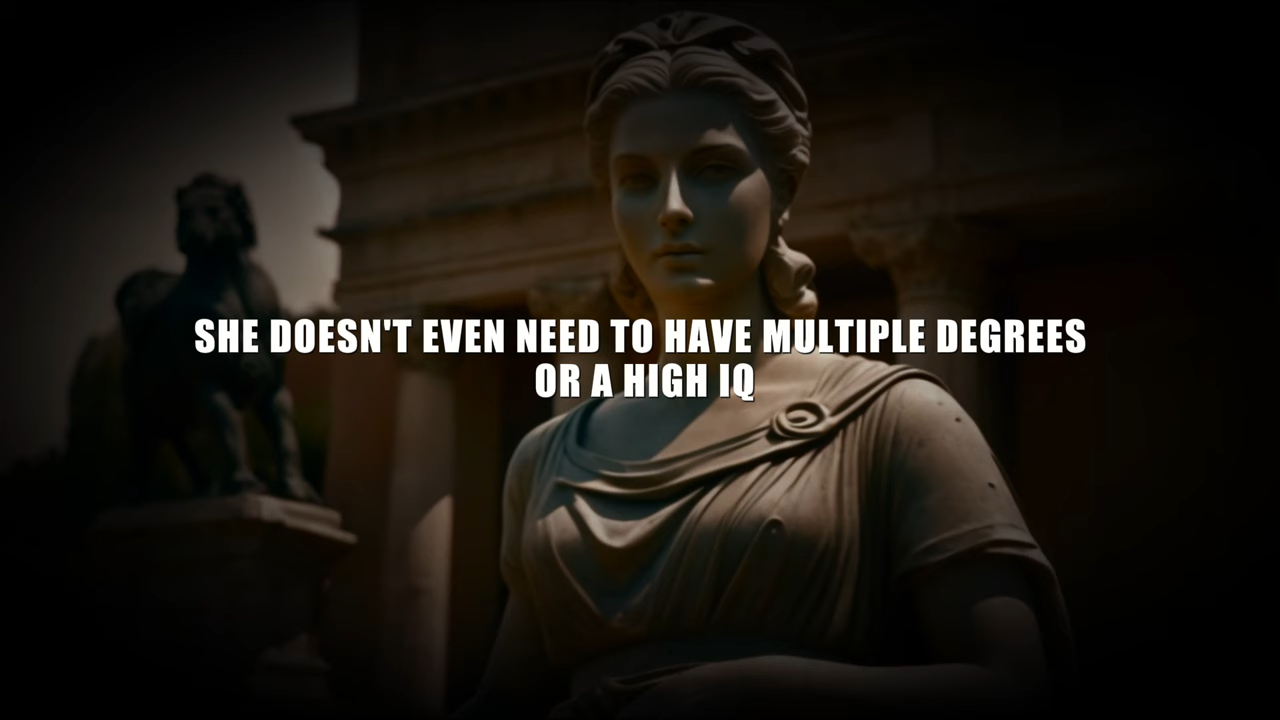 SHE DOESN'T EVEN NEED TO HAVE MULTIPLE DEGREES
OR A HIGH IQ